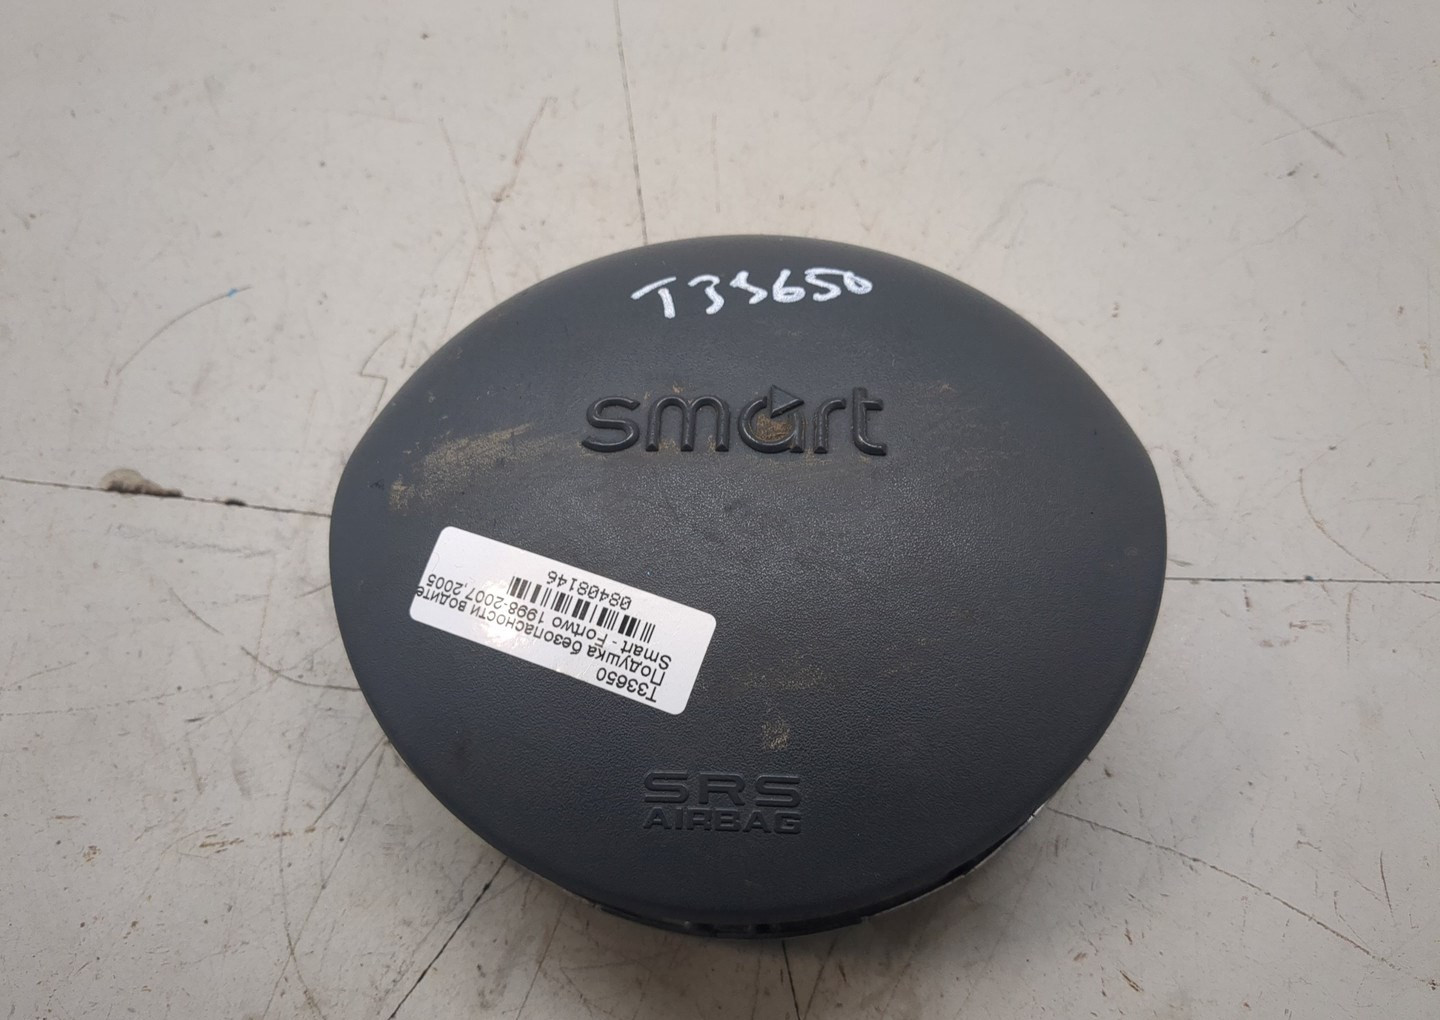 T33650
smart
T33650
Подушка безопасности водите
Smart - Fortwo 1998-2007,2005
08408146
SRS
AIRBAG